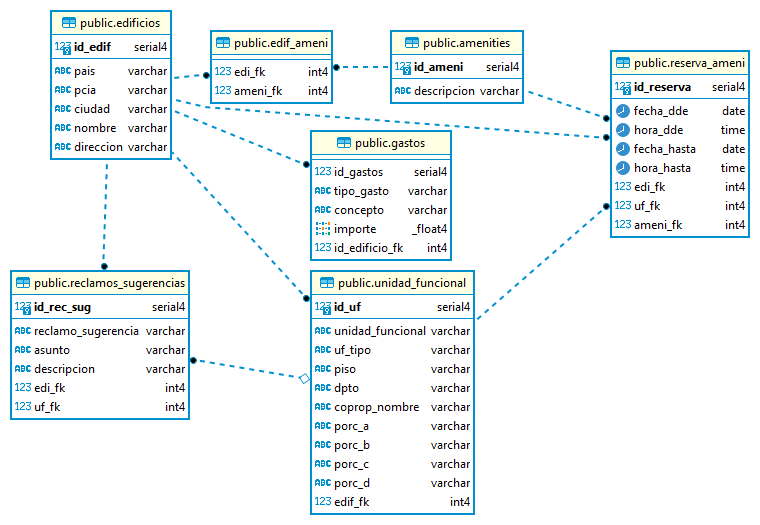 public.edificios
123 id_edif serial4
ABC pais varchar
ABC pcia varchar
ABC ciudad varchar
ABC nombre varchar
ABC direccion varchar
public.edif_ameni
123 edi_fk int4
123 ameni_fk int4
public.amenities
123 id_ameni serial4
ABC descripcion varchar
public.reserva_ameni
123 id_reserva serial4
fecha_dde date
hora_dde time
fecha_hasta date
hora_hasta time
123 edi_fk int4
123 uf_fk int4
123 ameni_fk int4
public.gastos
123 id_gastos serial4
ABC tipo_gasto varchar
ABC concepto varchar
importe _float4
123 id_edificio_fk int4
public.reclamos_sugerencias
123 id_rec_sug serial4
ABC reclamo_sugerencia varchar
ABC asunto varchar
ABC descripcion varchar
123 edi_fk int4
123 uf_fk int4
public.unidad_funcional
123 id_uf serial4
ABC unidad_funcional varchar
ABC uf_tipo varchar
ABC piso varchar
ABC dpto varchar
ABC coprop_nombre varchar
ABC porc_a varchar
ABC porc_b varchar
ABC porc_c varchar
ABC porc_d varchar
123 edif_fk int4